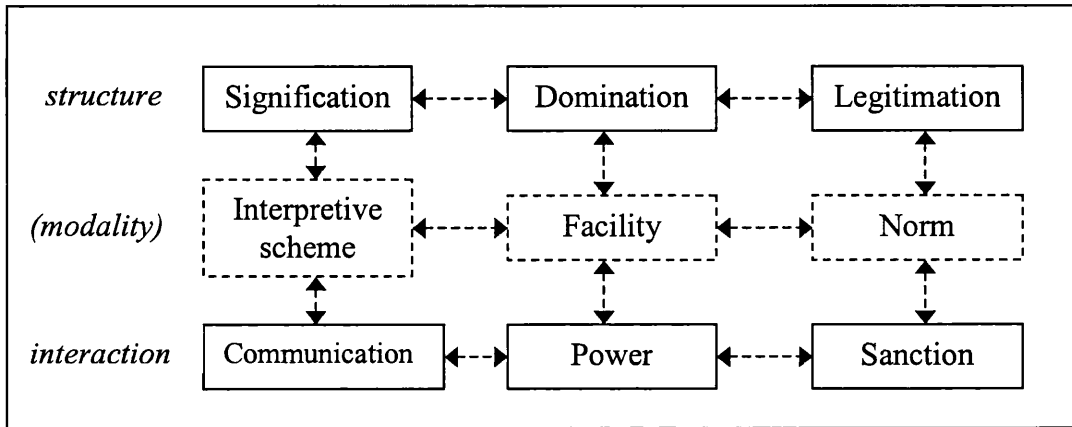 structure Signification Domination Legitimation
(modality) Interpretive scheme Facility Norm
interaction Communication Power Sanction